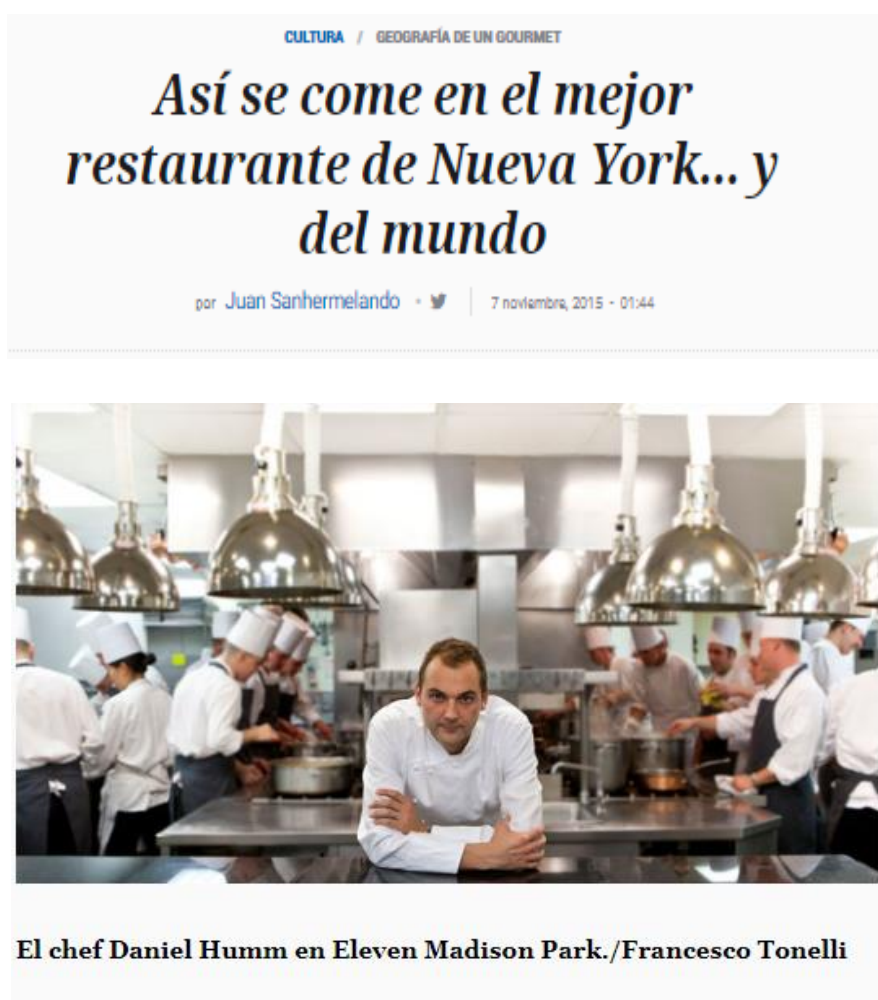 CULTURA / GEOGRAFÍA DE UN GOURMET
Así se come en el mejor
restaurante de Nueva York... y
del mundo
por Juan Sanhermelando • 7 noviembre, 2015 - 01:44
El chef Daniel Humm en Eleven Madison Park./Francesco Tonelli